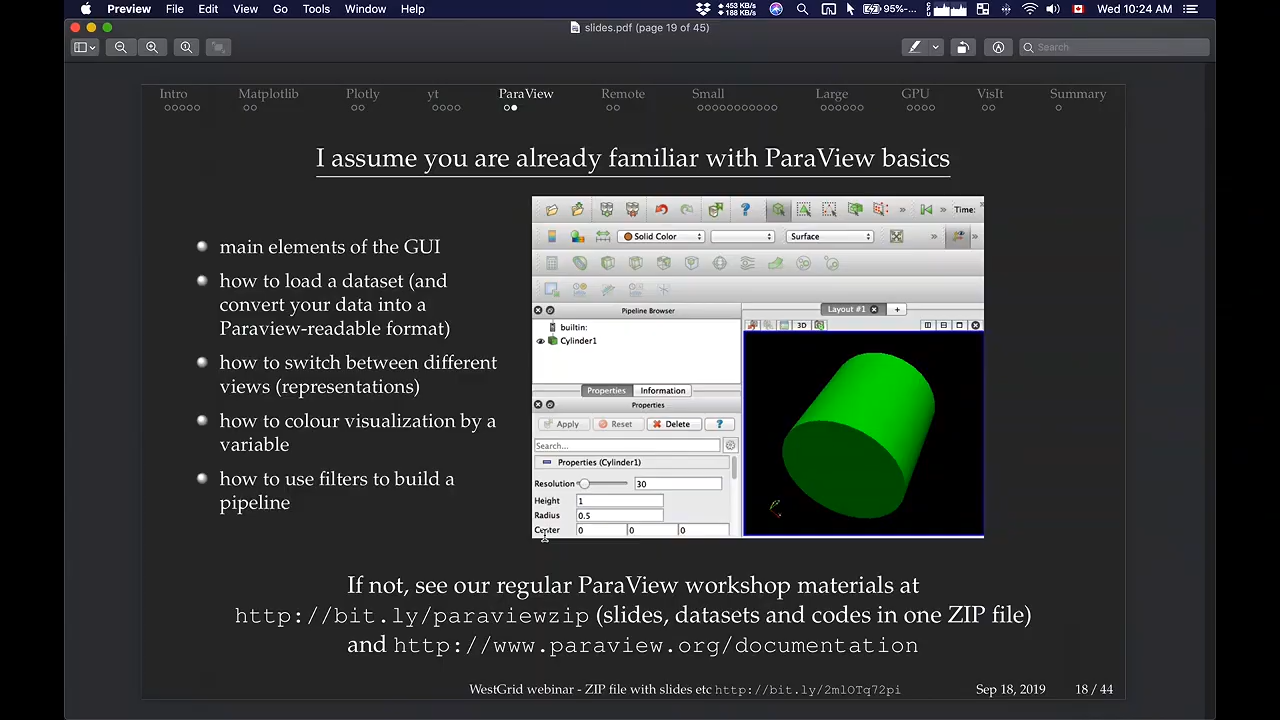 Preview File Edit View Go Tools Window Help 453 KB/s 188 KB/s 95% Wed 10:24 AM
slides.pdf (page 19 of 45)
Search
Intro Matplotlib Plotly yt ParaView Remote Small Large GPU VisIt Summary
I assume you are already familiar with ParaView basics
main elements of the GUI
how to load a dataset (and
convert your data into a
Paraview-readable format)
how to switch between different
views (representations)
how to colour visualization by a
variable
how to use filters to build a
pipeline
Time:
Solid Color Surface
Pipeline Browser
builtin:
Cylinder1
Properties Information
Properties
Apply Reset Delete ?
Search...
Properties (Cylinder1)
Resolution 30
Height 1
Radius 0.5
Center 0 0 0
Layout #1 +
3D
If not, see our regular ParaView workshop materials at
http://bit.ly/paraviewzip (slides, datasets and codes in one ZIP file)
and http://www.paraview.org/documentation
WestGrid webinar - ZIP file with slides etc http://bit.ly/2mlOTq72pi Sep 18, 2019 18 / 44